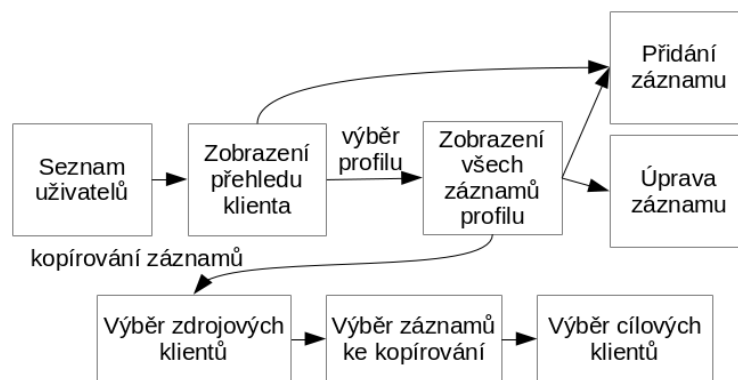 Přidání
záznamu
Seznam
uživatelů
Zobrazení
přehledu
klienta
výběr
profilu
Zobrazení
všech
záznamů
profilu
Úprava
záznamu
kopírování záznamů
Výběr zdrojových
klientů
Výběr záznamů
ke kopírování
Výběr cílových
klientů